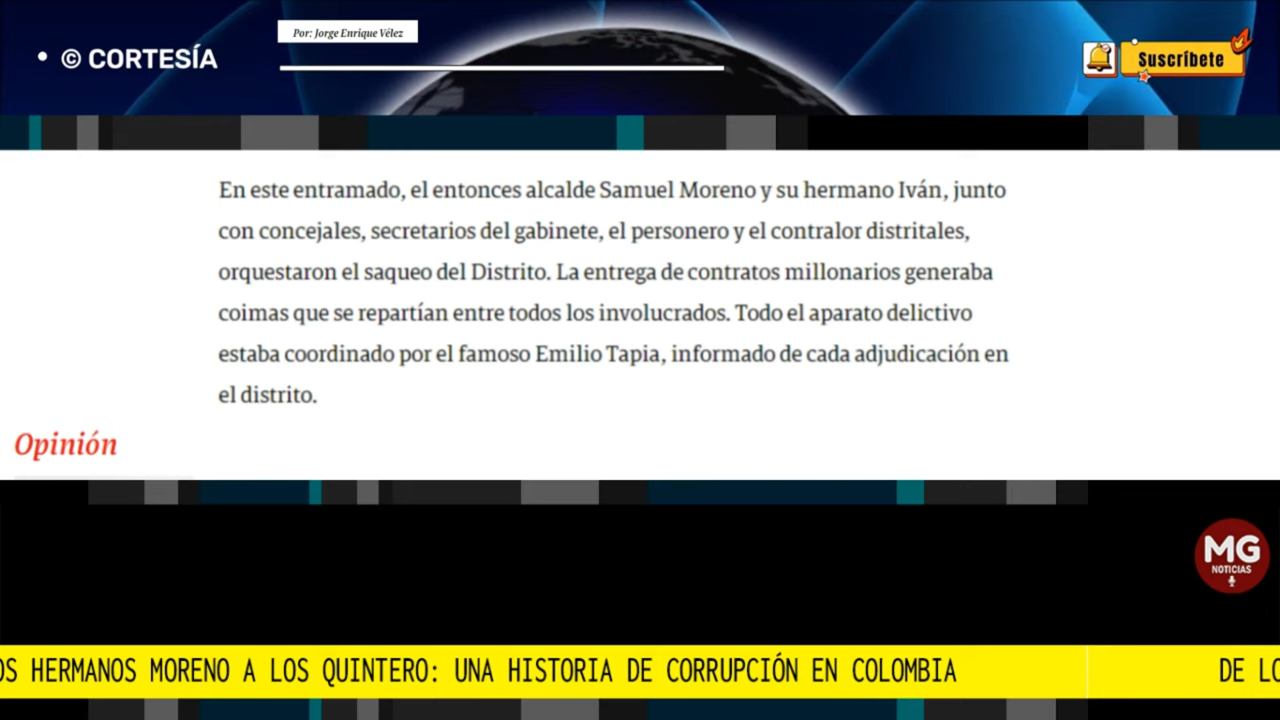 • © CORTESÍA
Por: Jorge Enrique Vélez
Suscríbete
En este entramado, el entonces alcalde Samuel Moreno y su hermano Iván, junto
con concejales, secretarios del gabinete, el personero y el contralor distritales,
orquestaron el saqueo del Distrito. La entrega de contratos millonarios generaba
coimas que se repartían entre todos los involucrados. Todo el aparato delictivo
estaba coordinado por el famoso Emilio Tapia, informado de cada adjudicación en
el distrito.
Opinión
MG
NOTICIAS
OS HERMANOS MORENO A LOS QUINTERO: UNA HISTORIA DE CORRUPCIÓN EN COLOMBIA DE LO